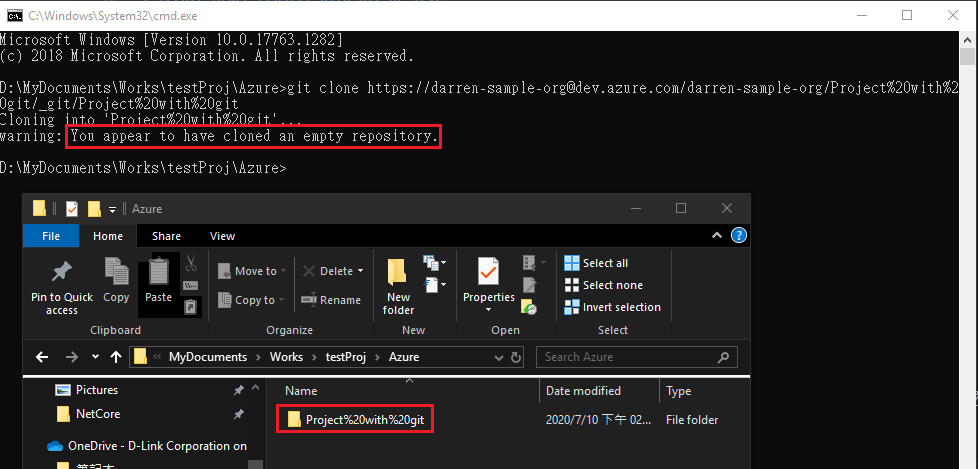 C:\Windows\System32\cmd.exe
Microsoft Windows [Version 10.0.17763.1282]
(c) 2018 Microsoft Corporation. All rights reserved.
D:\MyDocuments\Works\testProj\Azure>git clone https://darren-sample-org@dev.azure.com/darren-sample-org/Project%20with%2
0git/_git/Project%20with%20git
Cloning into 'Project%20with%20git'...
warning: You appear to have cloned an empty repository.
D:\MyDocuments\Works\testProj\Azure>
Azure
File Home Share View
Pin to Quick access
Copy
Paste
Clipboard
Move to
Copy to
Delete
Rename
Organize
New folder
New
Properties
Open
Select all
Select none
Invert selection
Select
« MyDocuments > Works > testProj > Azure
Search Azure
Pictures
NetCore
OneDrive - D-Link Corporation on
Name Date modified Type
Project%20with%20git 2020/7/10 下午 02... File folder